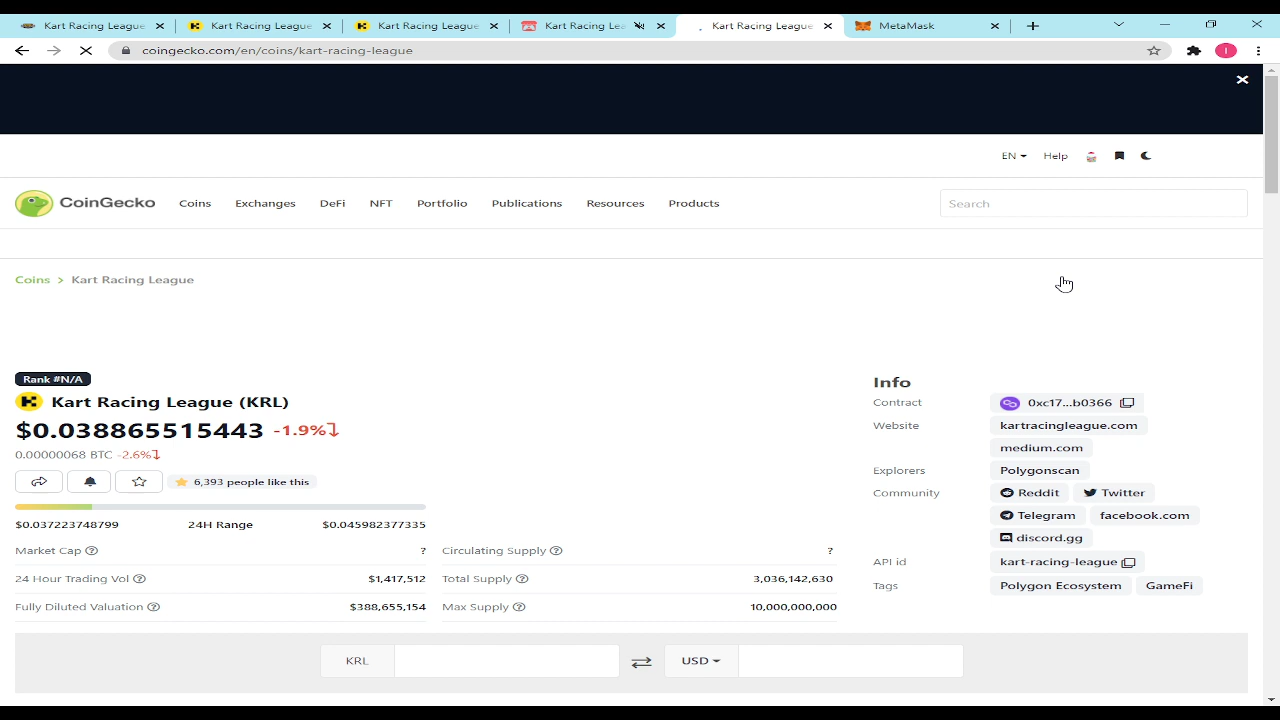 Kart Racing League
Kart Racing League
Kart Racing League
Kart Racing Lea
Kart Racing League
MetaMask
coingecko.com/en/coins/kart-racing-league
I
EN
Help
CoinGecko
Coins
Exchanges
DeFi
NFT
Portfolio
Publications
Resources
Products
Search
Coins > Kart Racing League
Rank #N/A
Kart Racing League (KRL)
$0.038865515443 -1.9%
0.00000068 BTC -2.6%
6,393 people like this
$0.037223748799 24H Range $0.045982377335
Market Cap ?
24 Hour Trading Vol $1,417,512
Fully Diluted Valuation $388,655,154
Circulating Supply ?
Total Supply 3,036,142,630
Max Supply 10,000,000,000
Info
Contract 0xc17...b0366
Website kartracingleague.com
medium.com
Explorers Polygonscan
Community Reddit Twitter
Telegram facebook.com
discord.gg
API id kart-racing-league
Tags Polygon Ecosystem GameFi
KRL
USD